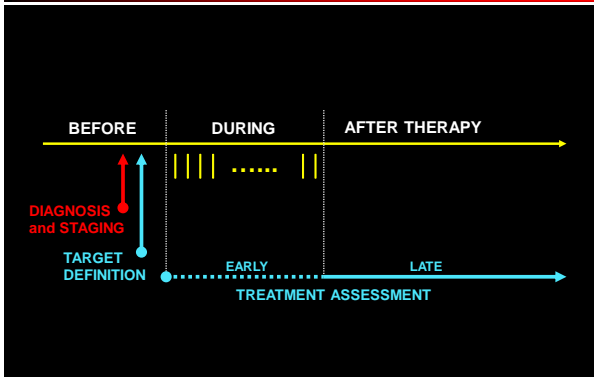 BEFORE DURING AFTER THERAPY
......
DIAGNOSIS
and STAGING
TARGET
DEFINITION
EARLY LATE
TREATMENT ASSESSMENT